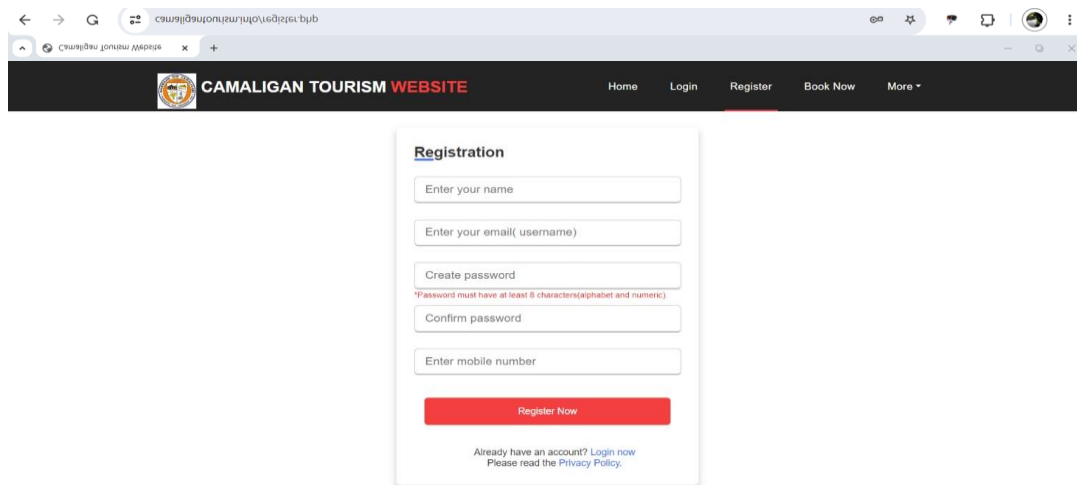 camaligantourism.info/register.php
Camaligan Tourism Website
CAMALIGAN TOURISM WEBSITE
Home Login Register Book Now More
Registration
Enter your name
Enter your email( username)
Create password
*Password must have at least 8 characters(alphabet and numeric).
Confirm password
Enter mobile number
Register Now
Already have an account? Login now
Please read the Privacy Policy.